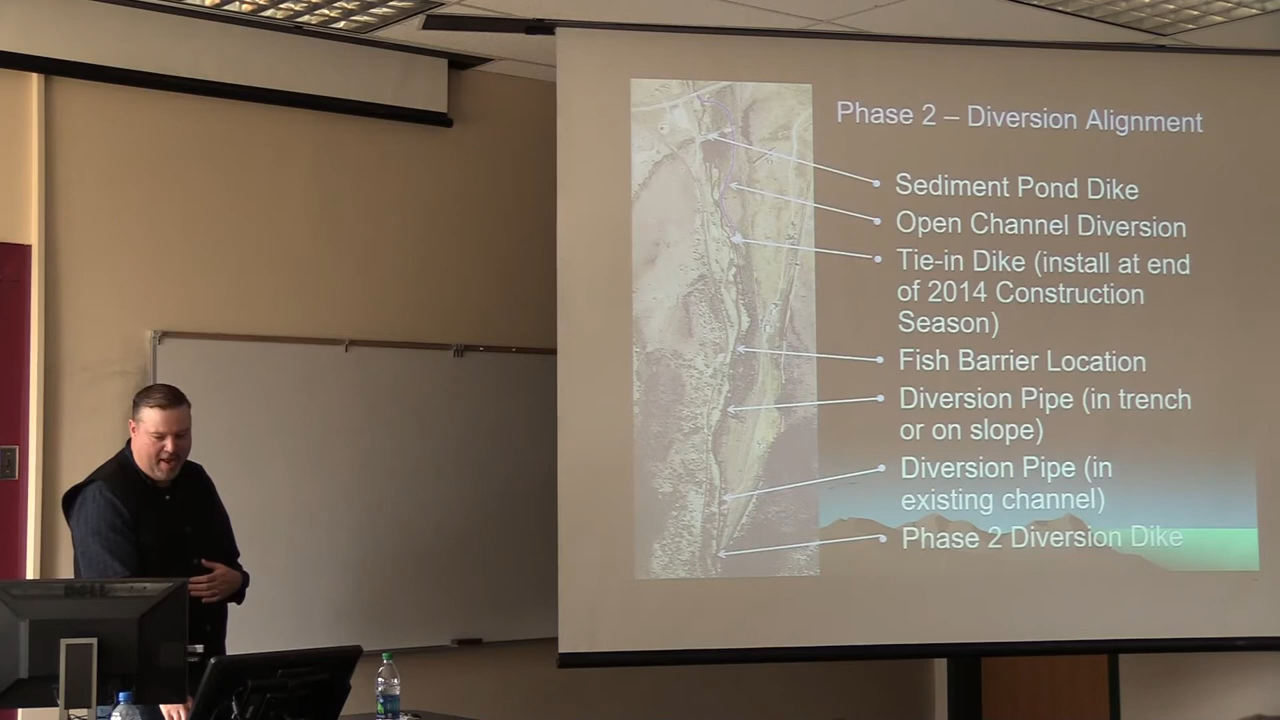 Phase 2 – Diversion Alignment
Sediment Pond Dike
Open Channel Diversion
Tie-in Dike (install at end
of 2014 Construction
Season)
Fish Barrier Location
Diversion Pipe (in trench
or on slope)
Diversion Pipe (in
existing channel)
Phase 2 Diversion Dike
DELL